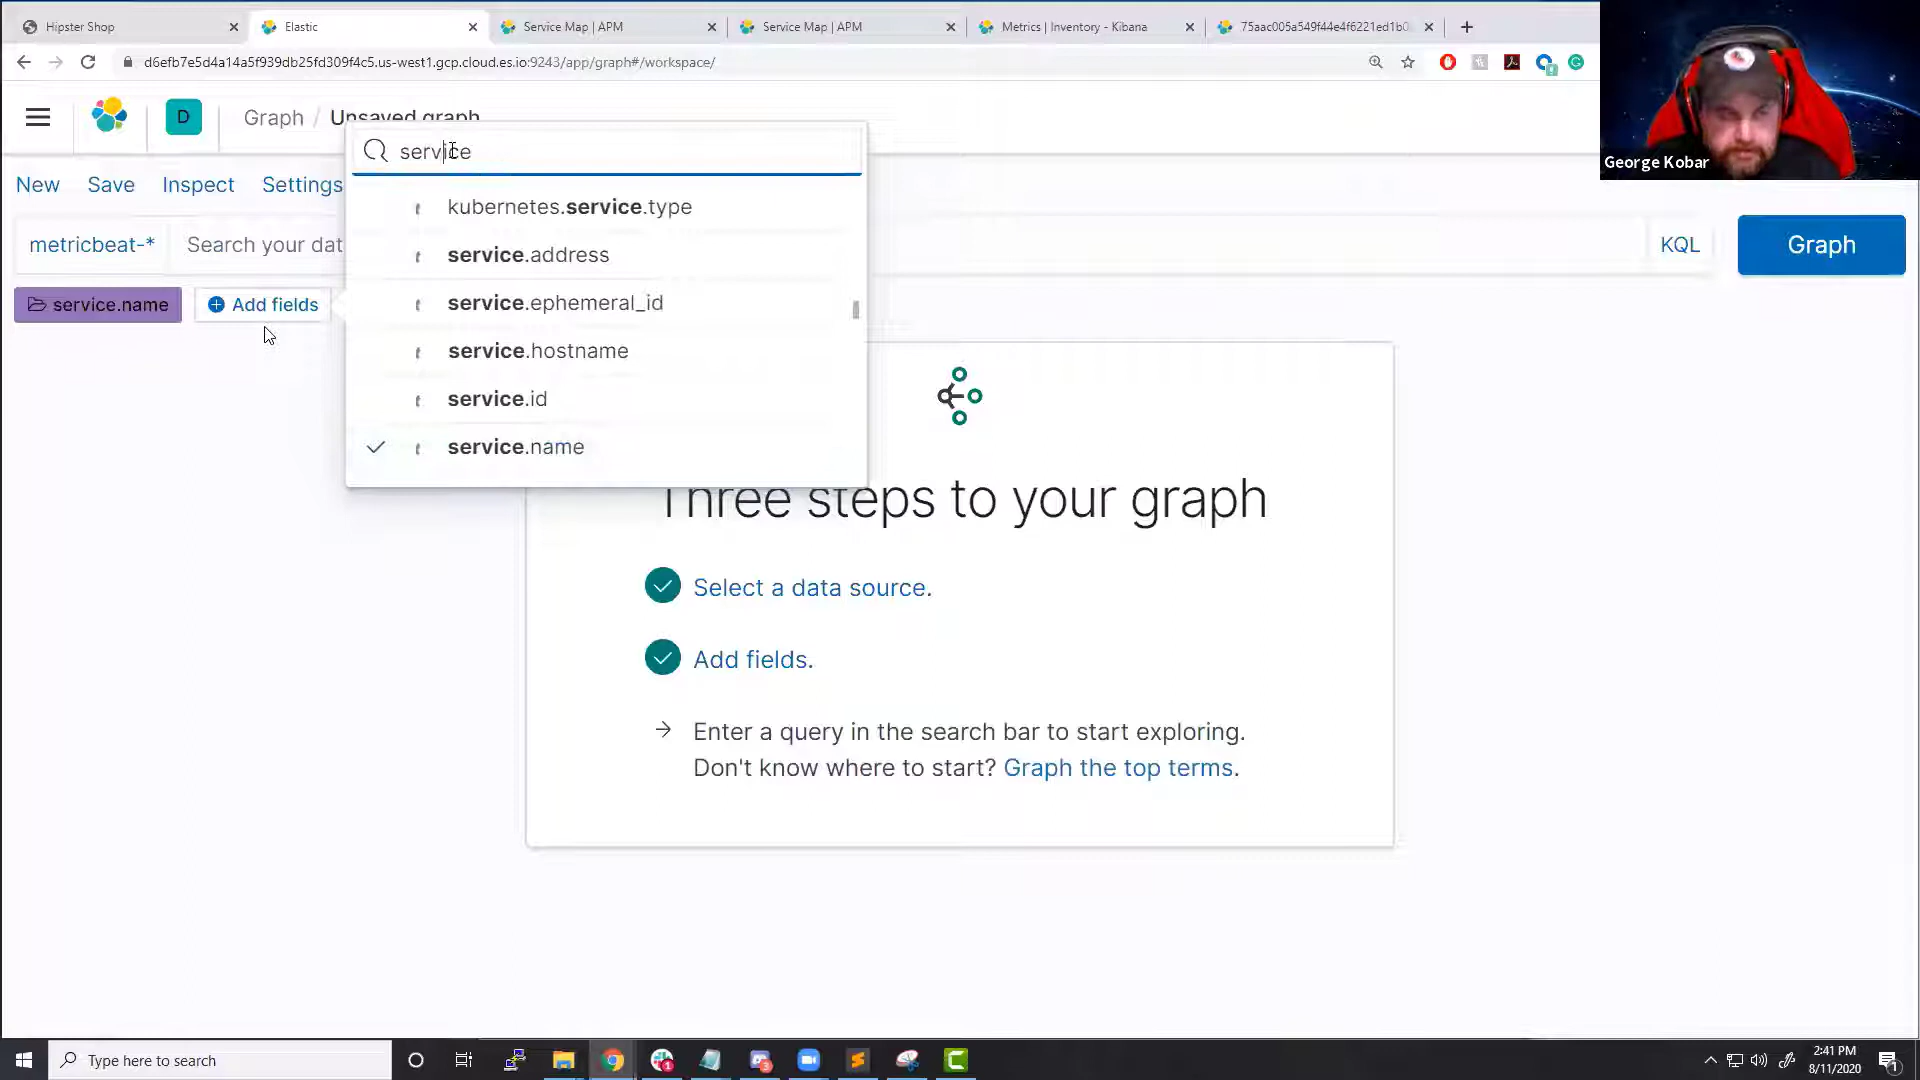 Hipster Shop
Elastic
Service Map | APM
Service Map | APM
Metrics | Inventory - Kibana
75aac005a549f44e4f6221ed1b0
d6efb7e5d4a14a5f939db25fd309f4c5.us-west1.gcp.cloud.es.io:9243/app/graph#/workspace/
D
Graph / Unsaved graph
George Kobar
service
New
Save
Inspect
Settings
kubernetes.service.type
metricbeat-*
Search your dat
KQL
Graph
service.address
service.name
Add fields
service.ephemeral_id
service.hostname
service.id
service.name
Three steps to your graph
Select a data source.
Add fields.
Enter a query in the search bar to start exploring.
Don't know where to start? Graph the top terms.
Type here to search
2:41 PM
8/11/2020